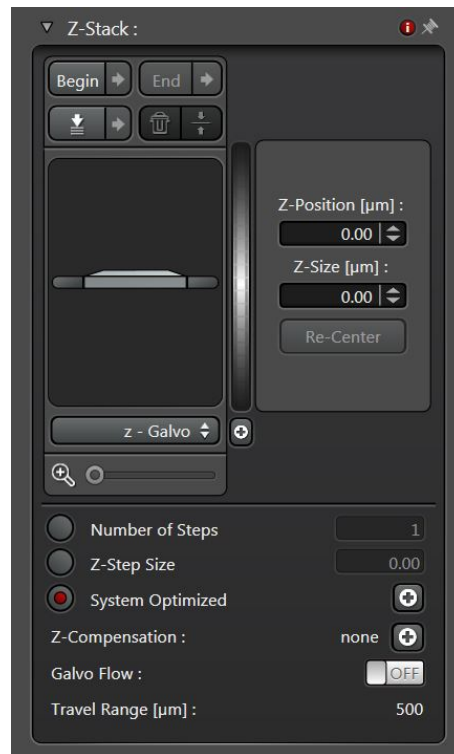 Z-Stack :
Begin End
Z-Position [µm] :
0.00
Z-Size [µm] :
0.00
Re-Center
z - Galvo
Number of Steps 1
Z-Step Size 0.00
System Optimized
Z-Compensation : none
Galvo Flow : OFF
Travel Range [µm] : 500